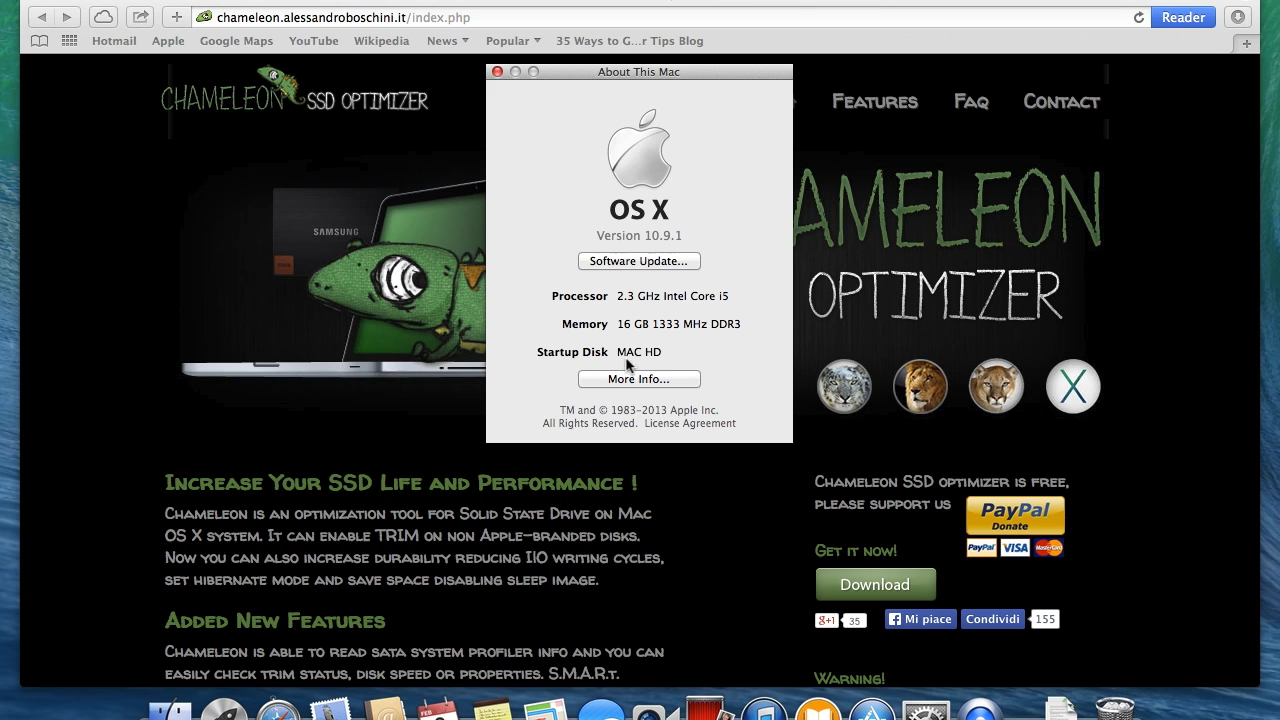 chameleon.alessandroboschini.it/index.php
Reader
Hotmail Apple Google Maps YouTube Wikipedia News Popular 35 Ways to G...r Tips Blog
CHAMELEON SSD OPTIMIZER
Features Faq Contact
About This Mac
OS X
Version 10.9.1
Software Update...
Processor 2.3 GHz Intel Core i5
Memory 16 GB 1333 MHz DDR3
Startup Disk MAC HD
More Info...
TM and © 1983-2013 Apple Inc.
All Rights Reserved. License Agreement
SAMSUNG
AMELEON
OPTIMIZER
X
Increase Your SSD Life and Performance !
Chameleon is an optimization tool for Solid State Drive on Mac
OS X system. It can enable TRIM on non Apple-branded disks.
Now you can also increase durability reducing I|O writing cycles,
set hibernate mode and save space disabling sleep image.
Added New Features
Chameleon is able to read sata system profiler info and you can
easily check trim status, disk speed or properties. S.M.A.R.t.
Chameleon SSD optimizer is free,
please support us
PayPal
Donate
PayPal VISA MasterCard
Get it now!
Download
g+1 35 Mi piace Condividi 155
Warning!
FEB